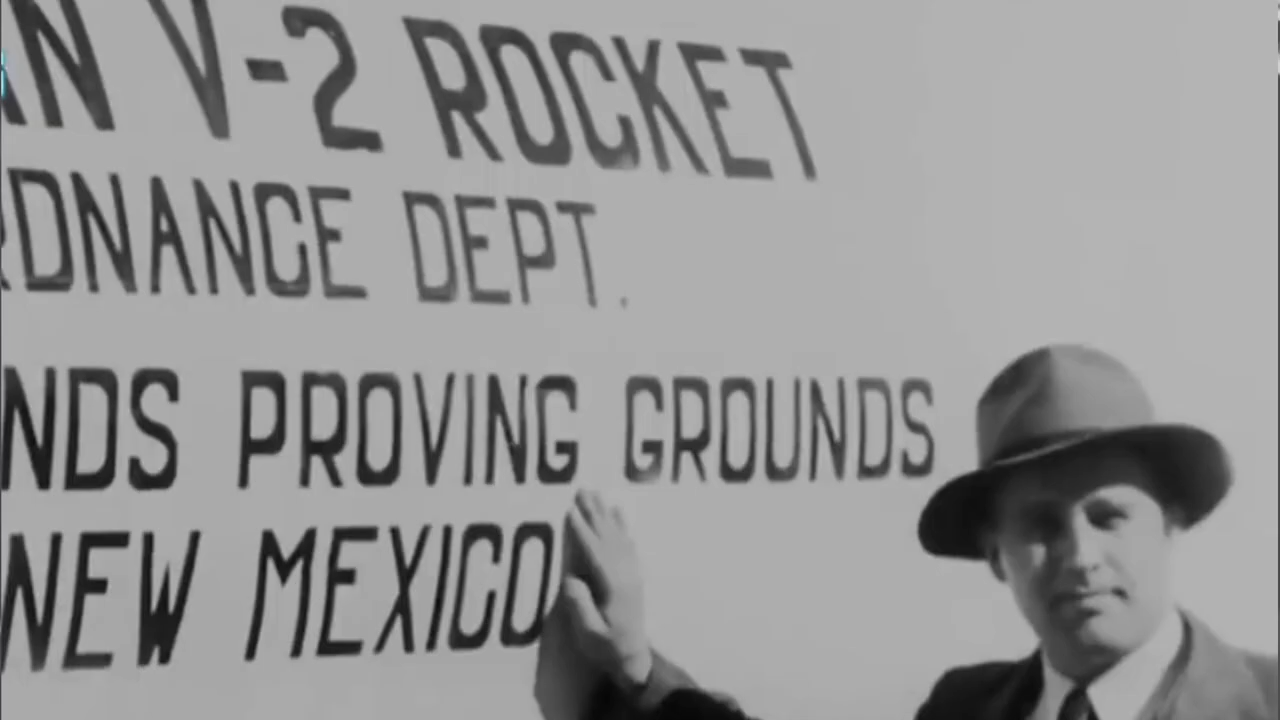 AN V-2 ROCKET
RDNANCE DEPT.
NDS PROVING GROUNDS
NEW MEXICO